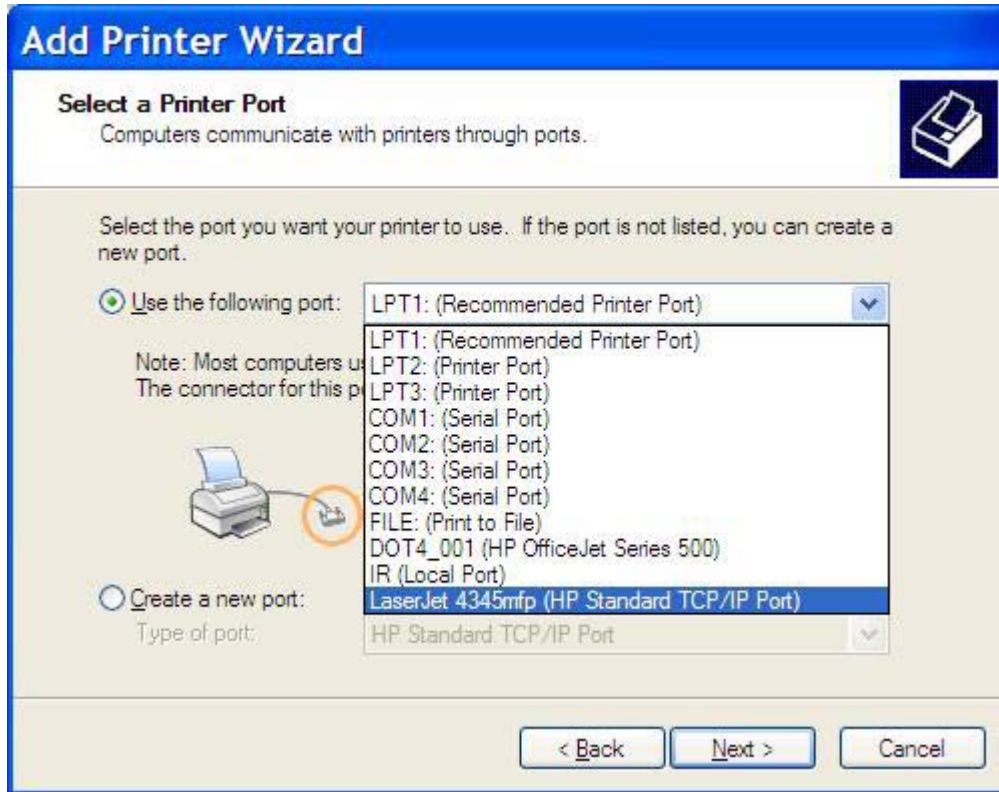 Add Printer Wizard
Select a Printer Port
Computers communicate with printers through ports.
Select the port you want your printer to use. If the port is not listed, you can create a
new port.
Use the following port:
LPT1: (Recommended Printer Port)
LPT1: (Recommended Printer Port)
Note: Most computers
LPT2: (Printer Port)
The connector for this
LPT3: (Printer Port)
COM1: (Serial Port)
COM2: (Serial Port)
COM3: (Serial Port)
COM4: (Serial Port)
FILE: (Print to File)
DOT4_001 (HP OfficeJet Series 500)
IR (Local Port)
Create a new port:
LaserJet 4345mfp (HP Standard TCP/IP Port)
Type of port:
HP Standard TCP/IP Port
< Back
Next >
Cancel